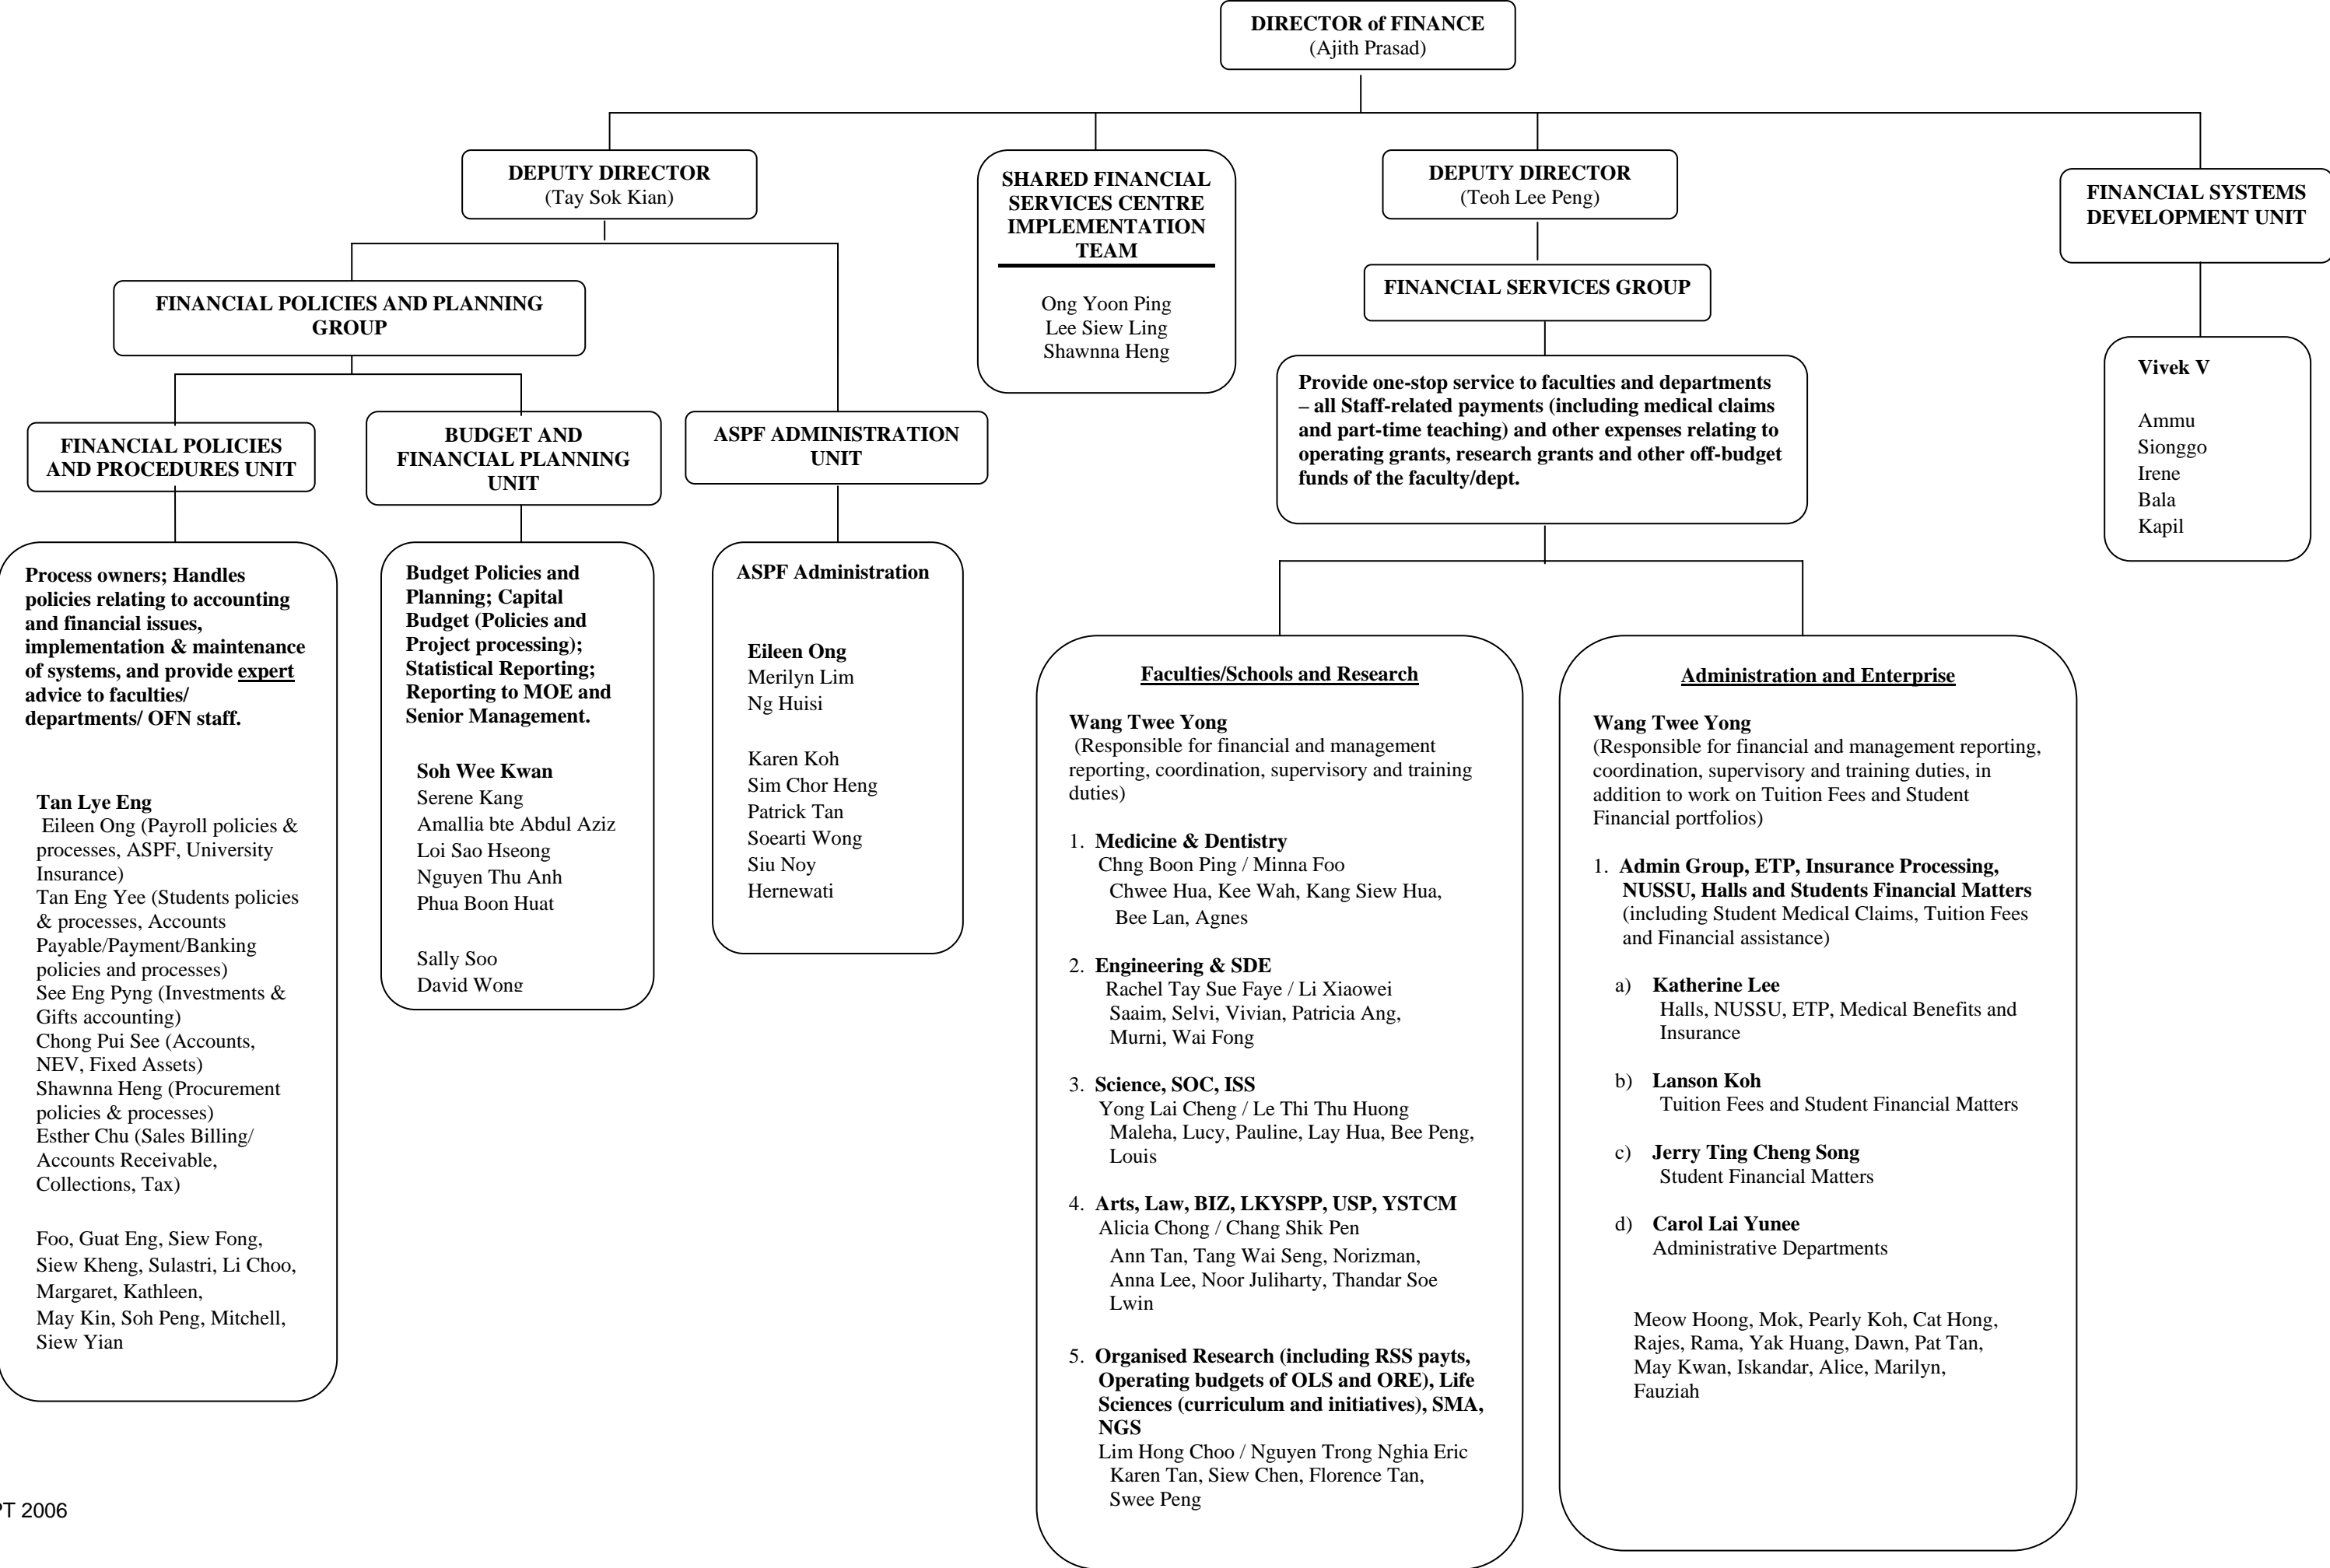 DIRECTOR of FINANCE
(Ajith Prasad)
DEPUTY DIRECTOR
(Tay Sok Kian)
FINANCIAL POLICIES AND PLANNING
GROUP
FINANCIAL POLICIES
AND PROCEDURES UNIT
Process owners; Handles
policies relating to accounting
and financial issues,
implementation & maintenance
of systems, and provide expert
advice to faculties/
departments/ OFN staff.
Tan Lye Eng
Eileen Ong (Payroll policies &
processes, ASPF, University
Insurance)
Tan Eng Yee (Students policies
& processes, Accounts
Payable/Payment/Banking
policies and processes)
See Eng Pyng (Investments &
Gifts accounting)
Chong Pui See (Accounts,
NEV, Fixed Assets)
Shawnna Heng (Procurement
policies & processes)
Esther Chu (Sales Billing/
Accounts Receivable,
Collections, Tax)
Foo, Guat Eng, Siew Fong,
Siew Kheng, Sulastri, Li Choo,
Margaret, Kathleen,
May Kin, Soh Peng, Mitchell,
Siew Yian
BUDGET AND
FINANCIAL PLANNING
UNIT
Budget Policies and
Planning; Capital
Budget (Policies and
Project processing);
Statistical Reporting;
Reporting to MOE and
Senior Management.
Soh Wee Kwan
Serene Kang
Amallia bte Abdul Aziz
Loi Sao Hseong
Nguyen Thu Anh
Phua Boon Huat
Sally Soo
David Wong
ASPF ADMINISTRATION
UNIT
ASPF Administration
Eileen Ong
Merilyn Lim
Ng Huisi
Karen Koh
Sim Chor Heng
Patrick Tan
Soearti Wong
Siu Noy
Hernewati
SHARED FINANCIAL
SERVICES CENTRE
IMPLEMENTATION
TEAM
Ong Yoon Ping
Lee Siew Ling
Shawnna Heng
DEPUTY DIRECTOR
(Teoh Lee Peng)
FINANCIAL SERVICES GROUP
Provide one-stop service to faculties and departments
– all Staff-related payments (including medical claims
and part-time teaching) and other expenses relating to
operating grants, research grants and other off-budget
funds of the faculty/dept.
Faculties/Schools and Research
Wang Twee Yong
(Responsible for financial and management
reporting, coordination, supervisory and training
duties)
1. Medicine & Dentistry
Chng Boon Ping / Minna Foo
Chwee Hua, Kee Wah, Kang Siew Hua,
Bee Lan, Agnes
2. Engineering & SDE
Rachel Tay Sue Faye / Li Xiaowei
Saaim, Selvi, Vivian, Patricia Ang,
Murni, Wai Fong
3. Science, SOC, ISS
Yong Lai Cheng / Le Thi Thu Huong
Maleha, Lucy, Pauline, Lay Hua, Bee Peng,
Louis
4. Arts, Law, BIZ, LKYSPP, USP, YSTCM
Alicia Chong / Chang Shik Pen
Ann Tan, Tang Wai Seng, Norizman,
Anna Lee, Noor Juliharty, Thandar Soe
Lwin
5. Organised Research (including RSS payts,
Operating budgets of OLS and ORE), Life
Sciences (curriculum and initiatives), SMA,
NGS
Lim Hong Choo / Nguyen Trong Nghia Eric
Karen Tan, Siew Chen, Florence Tan,
Swee Peng
Administration and Enterprise
Wang Twee Yong
(Responsible for financial and management reporting,
coordination, supervisory and training duties, in
addition to work on Tuition Fees and Student
Financial portfolios)
1. Admin Group, ETP, Insurance Processing,
NUSSU, Halls and Students Financial Matters
(including Student Medical Claims, Tuition Fees
and Financial assistance)
a) Katherine Lee
Halls, NUSSU, ETP, Medical Benefits and
Insurance
b) Lanson Koh
Tuition Fees and Student Financial Matters
c) Jerry Ting Cheng Song
Student Financial Matters
d) Carol Lai Yunee
Administrative Departments
Meow Hoong, Mok, Pearly Koh, Cat Hong,
Rajes, Rama, Yak Huang, Dawn, Pat Tan,
May Kwan, Iskandar, Alice, Marilyn,
Fauziah
FINANCIAL SYSTEMS
DEVELOPMENT UNIT
Vivek V
Ammu
Sionggo
Irene
Bala
Kapil
PT 2006